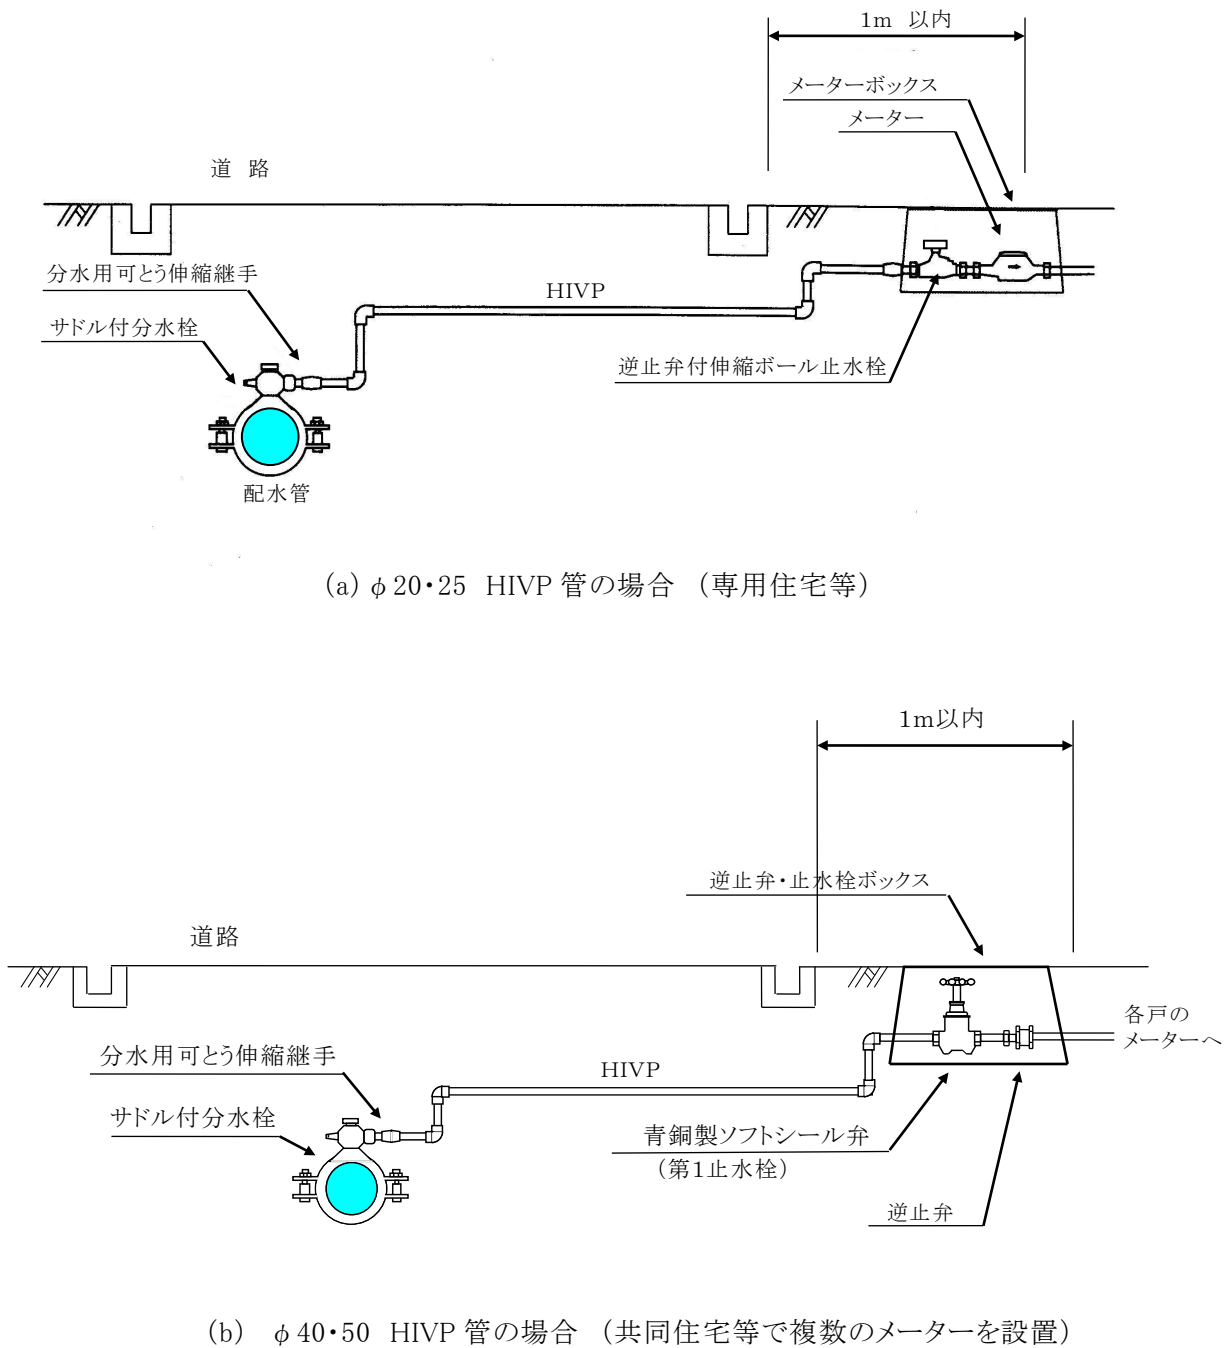 1m 以内
メーターボックス
メーター
道 路
分水用可とう伸縮継手
HIVP
サドル付分水栓
逆止弁付伸縮ボール止水栓
配水管
(a) φ20・25 HIVP 管の場合 (専用住宅等)
1m以内
逆止弁・止水栓ボックス
道路
各戸の
メーターへ
分水用可とう伸縮継手
HIVP
サドル付分水栓
青銅製ソフトシール弁
(第1止水栓)
逆止弁
(b) φ40・50 HIVP 管の場合 (共同住宅等で複数のメーターを設置)